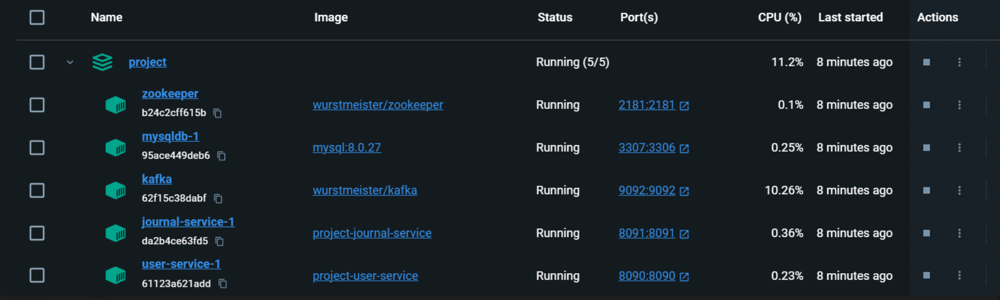 Name Image Status Port(s) CPU (%) Last started Actions
project Running (5/5) 11.2% 8 minutes ago
zookeeper
b24c2cff615b wurstmeister/zookeeper Running 2181:2181 0.1% 8 minutes ago
mysqldb-1
95ace449deb6 mysql:8.0.27 Running 3307:3306 0.25% 8 minutes ago
kafka
62f15c38dabf wurstmeister/kafka Running 9092:9092 10.26% 8 minutes ago
journal-service-1
da2b4ce63fd5 project-journal-service Running 8091:8091 0.36% 8 minutes ago
user-service-1
61123a621add project-user-service Running 8090:8090 0.23% 8 minutes ago